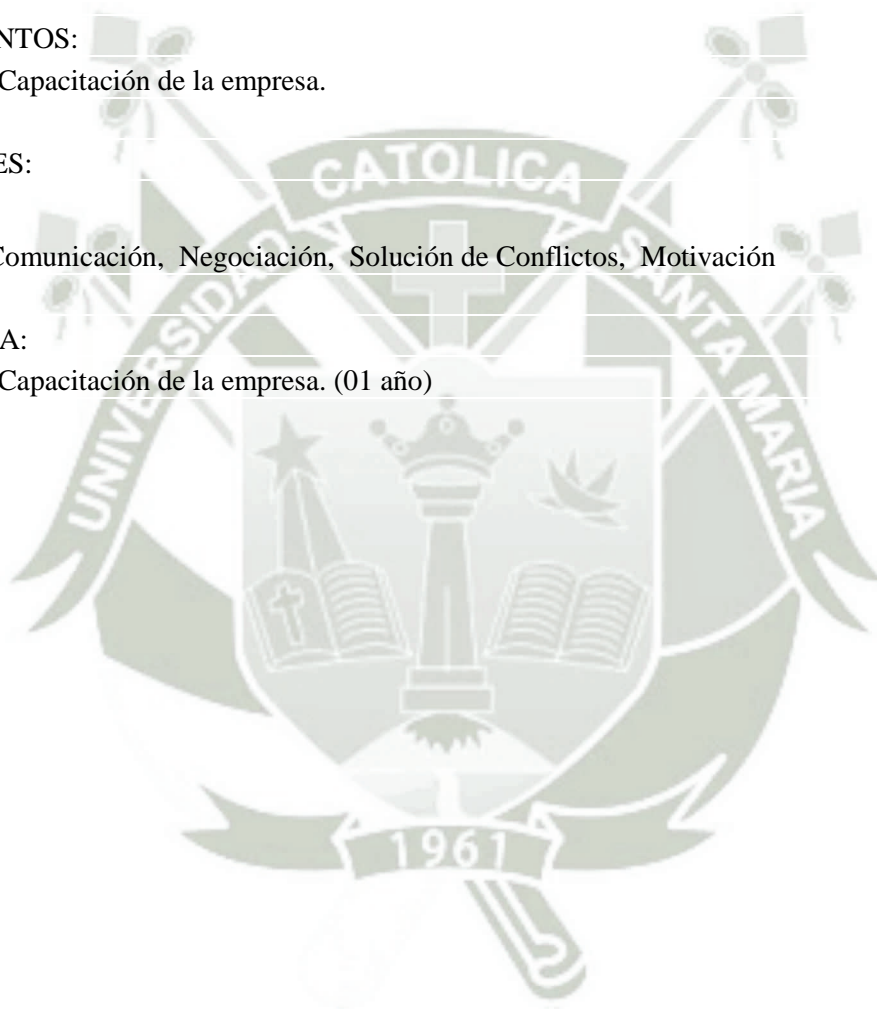 NTOS:
Capacitación de la empresa.
ES:
Comunicación, Negociación, Solución de Conflictos, Motivación
A:
Capacitación de la empresa. (01 año)
UNIVERSIDAD CATOLICA SANTA MARIA
1961